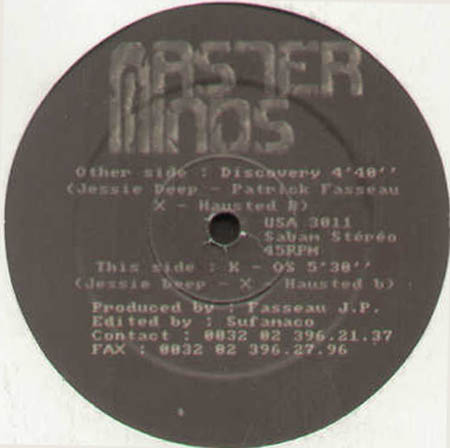 MASTER
MINDS
Other side : Discovery 4'40''
(Jessie Deep - Patrick Fasseau
X - Hausted B)
USA 3011
Sabam Stéréo
45RPM
This side : K - OS 5'30''
(Jessie Deep - X - Hausted b)
Produced by : Fasseau J.P.
Edited by : Sufanaco
Contact : 0032 02 396.21.37
FAX : 0032 02 396.27.96